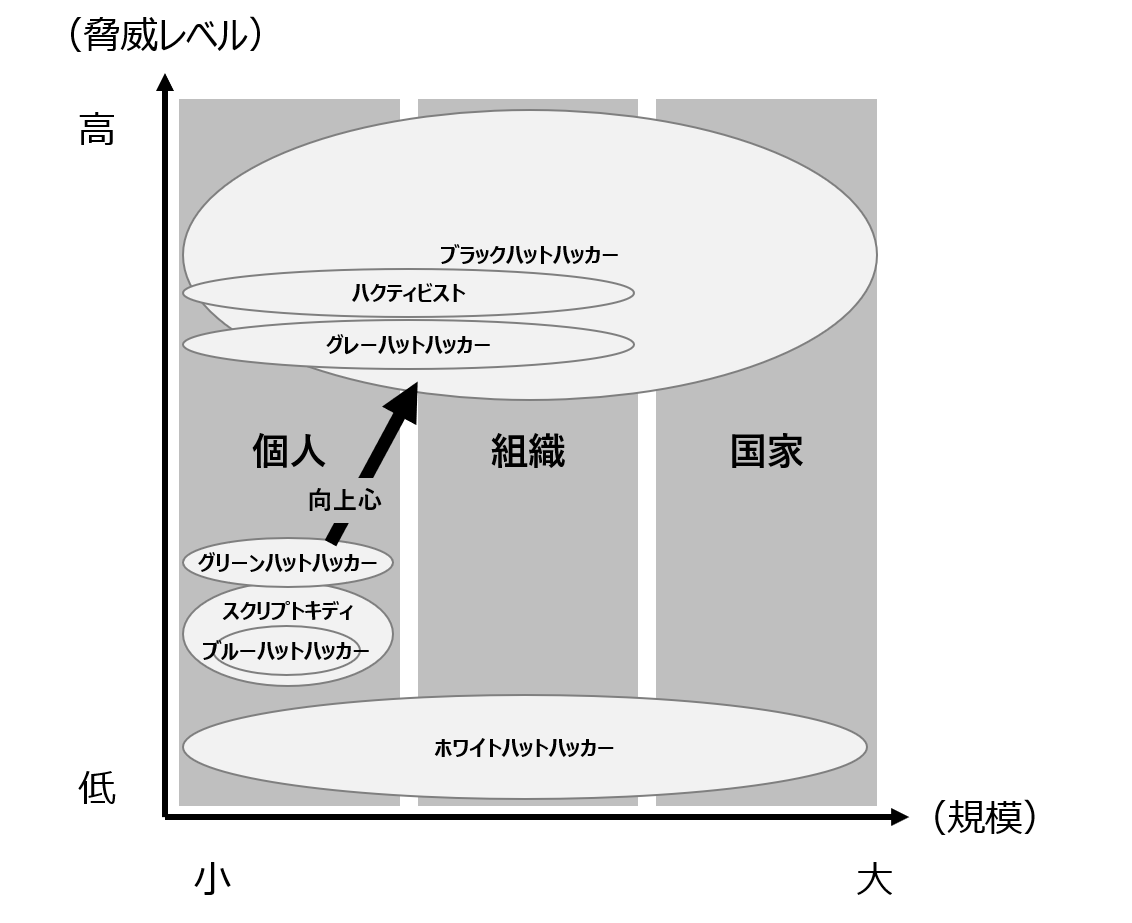 （脅威レベル）
高
ブラックハットハッカー
ハクティビスト
グレーハットハッカー
個人
組織
国家
向上心
グリーンハットハッカー
スクリプトキディ
ブルーハットハッカー
ホワイトハットハッカー
低
（規模）
小
大